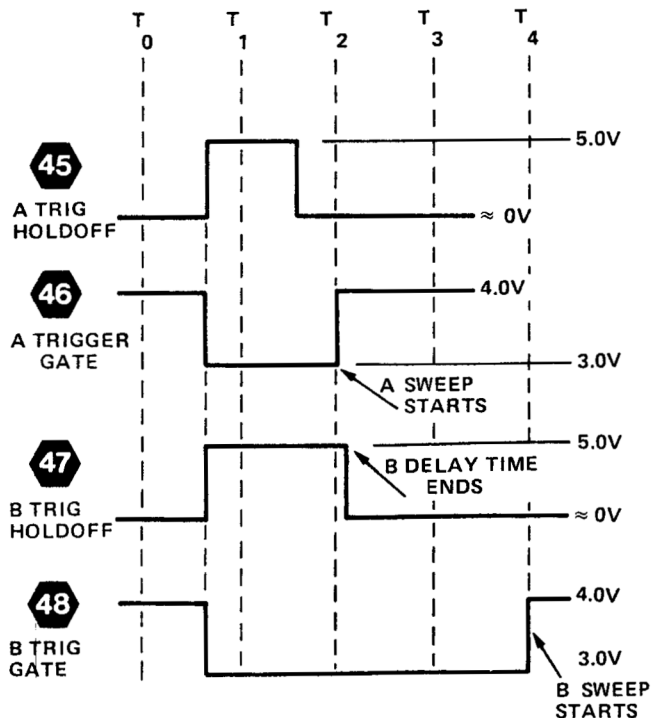 T T T T T
0 1 2 3 4
45
5.0V
A TRIG
HOLDOFF
≈ 0V
46
4.0V
A TRIGGER
GATE
3.0V
A SWEEP
STARTS
47
5.0V
B DELAY TIME
ENDS
B TRIG
HOLDOFF
≈ 0V
48
4.0V
B TRIG
GATE
3.0V
B SWEEP
STARTS